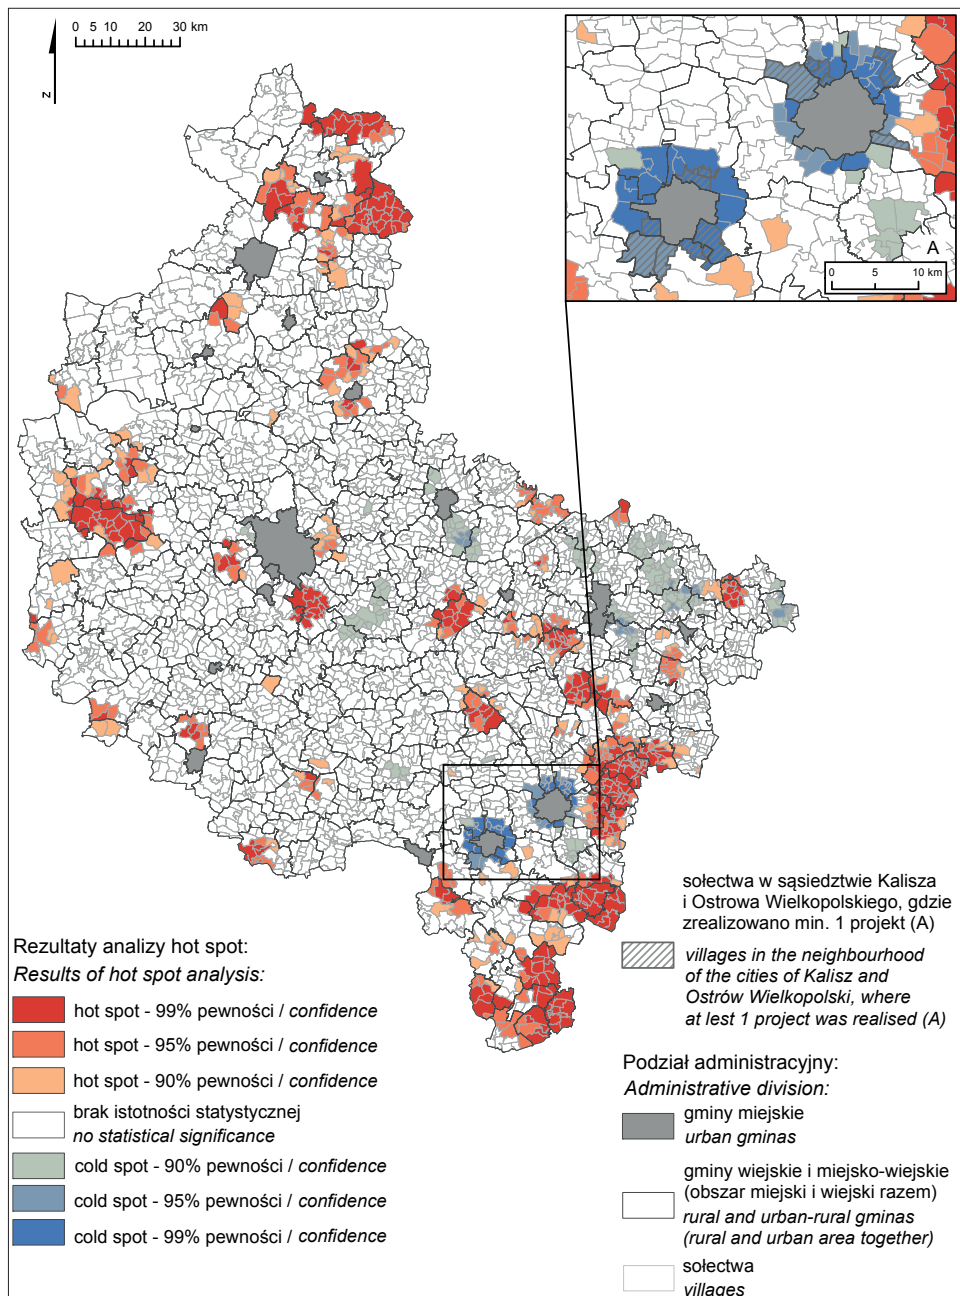 0 5 10 20 30 km
z
A
0 5 10 km
sołectwa w sąsiedztwie Kalisza
i Ostrowa Wielkopolskiego, gdzie
zrealizowano min. 1 projekt (A)
villages in the neighbourhood
of the cities of Kalisz and
Ostrów Wielkopolski, where
at lest 1 project was realised (A)
Rezultaty analizy hot spot:
Results of hot spot analysis:
hot spot - 99% pewności / confidence
hot spot - 95% pewności / confidence
hot spot - 90% pewności / confidence
brak istotności statystycznej
no statistical significance
cold spot - 90% pewności / confidence
cold spot - 95% pewności / confidence
cold spot - 99% pewności / confidence
Podział administracyjny:
Administrative division:
gminy miejskie
urban gminas
gminy wiejskie i miejsko-wiejskie
(obszar miejski i wiejski razem)
rural and urban-rural gminas
(rural and urban area together)
sołectwa
villages